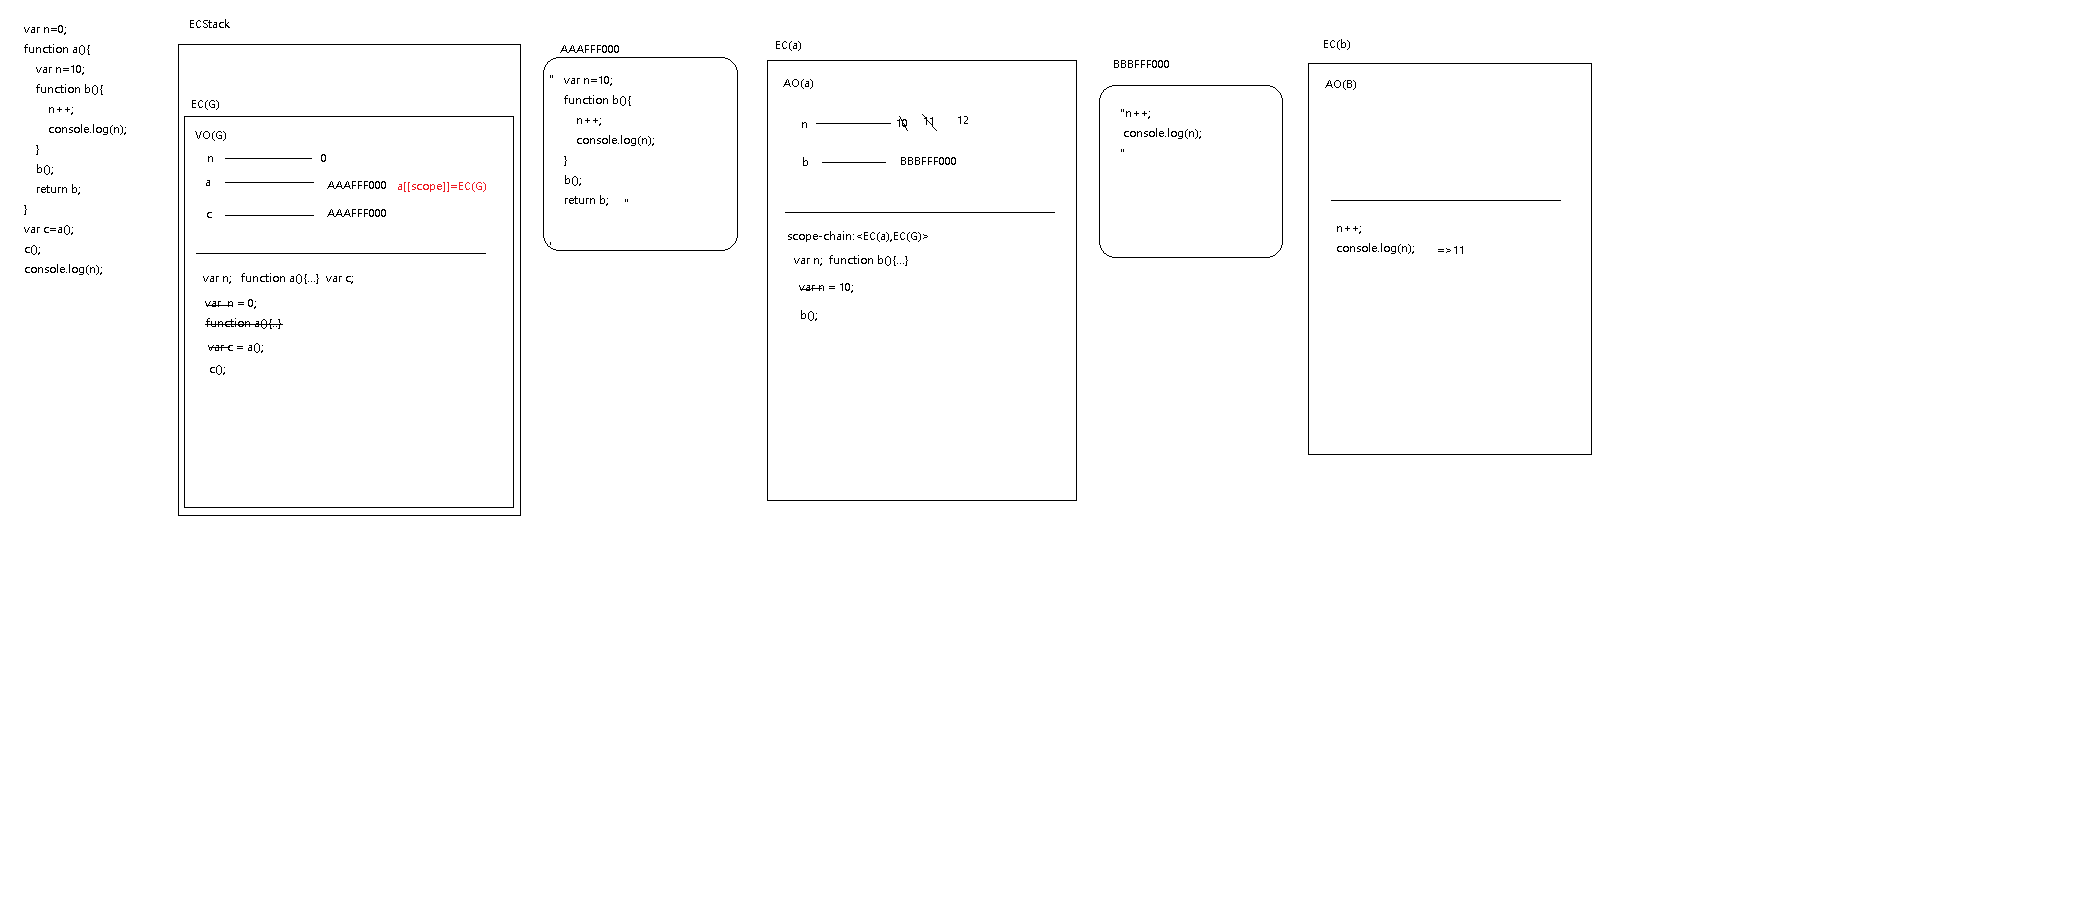 var n=0;
function a(){
var n=10;
function b(){
n++;
console.log(n);
}
b();
return b;
}
var c=a();
c();
console.log(n);
ECStack
EC(G)
VO(G)
n 0
a AAAFFF000 a[[scope]]=EC(G)
c AAAFFF000
var n; function a(){...} var c;
var n = 0;
function a(){..}
var c = a();
c();
AAAFFF000
" var n=10;
function b(){
n++;
console.log(n);
}
b();
return b; "
EC(a)
AO(a)
n 10 11 12
b BBBFFF000
scope-chain:<EC(a),EC(G)>
var n; function b(){...}
var n = 10;
b();
BBBFFF000
"n++;
console.log(n);
"
EC(b)
AO(B)
n++;
console.log(n); =>11